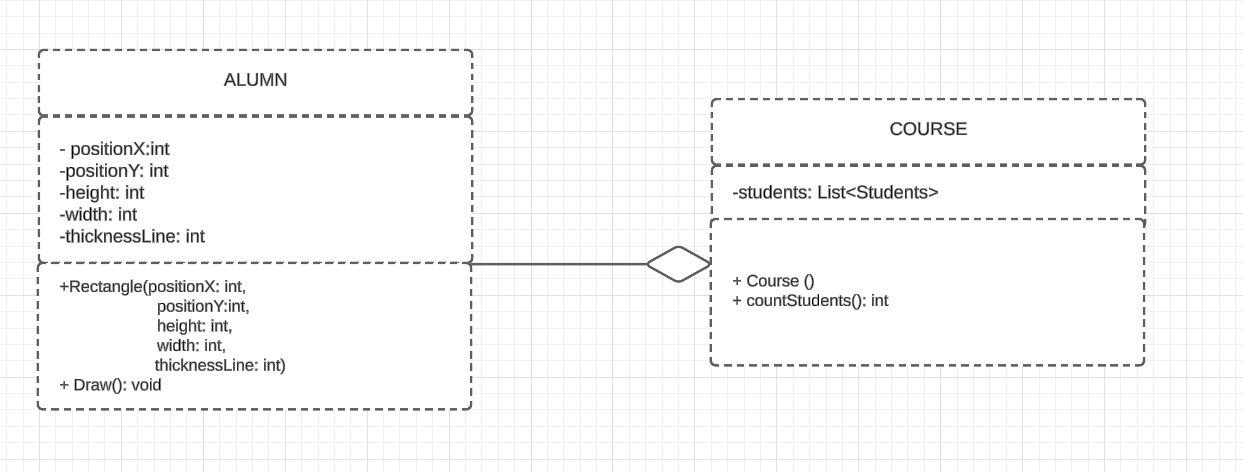 ALUMN
- positionX:int
-positionY: int
-height: int
-width: int
-thicknessLine: int
+Rectangle(positionX: int,
positionY:int,
height: int,
width: int,
thicknessLine: int)
+ Draw(): void
COURSE
-students: List<Students>
+ Course ()
+ countStudents(): int